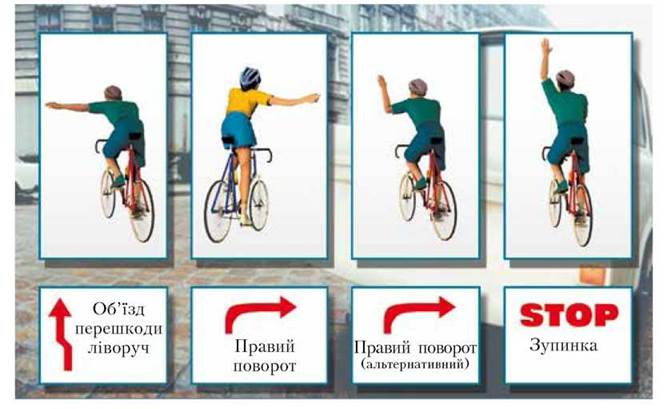 Об’їзд
перешкоди
ліворуч
Правий
поворот
Правий поворот
(альтернативний)
STOP
Зупинка